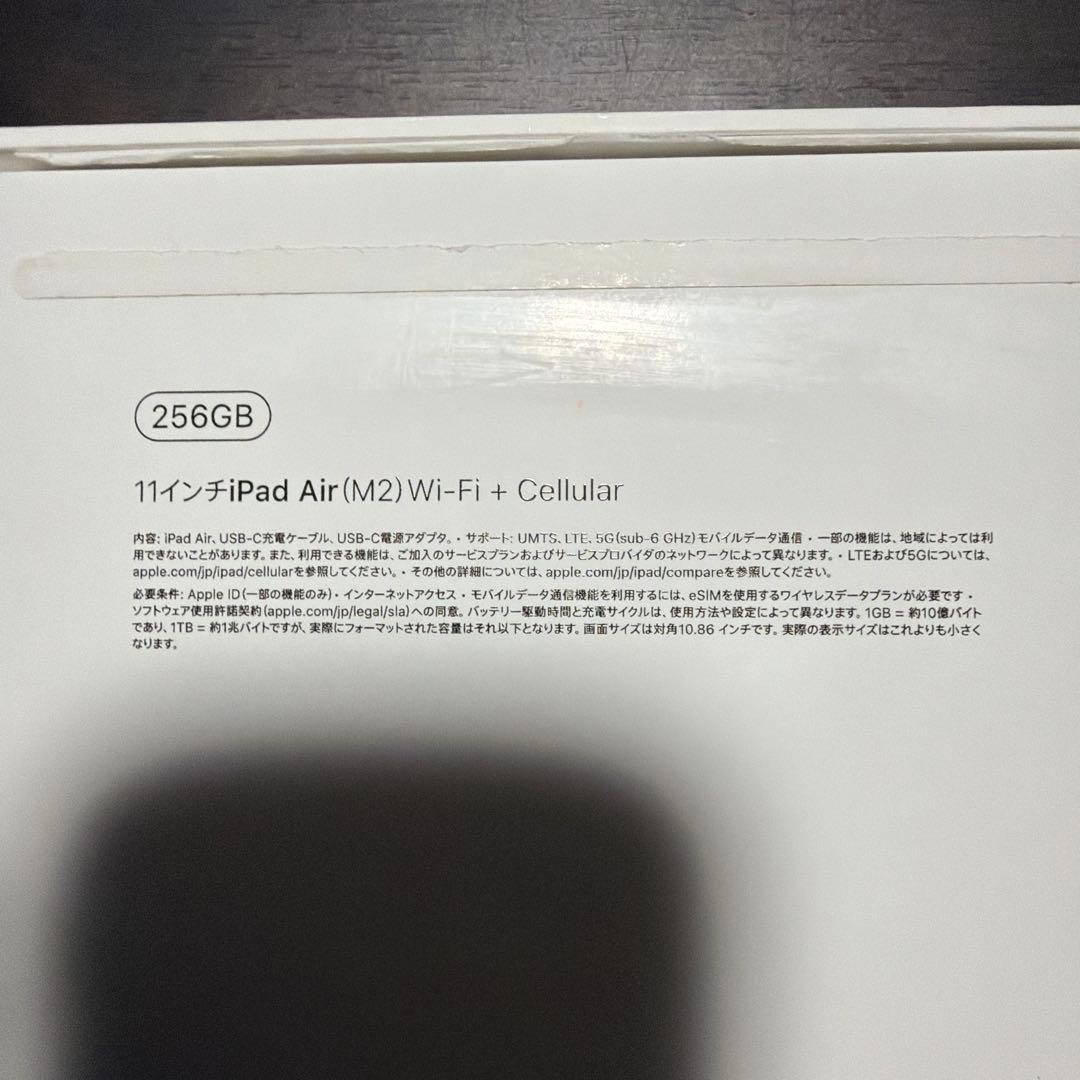 256GB
11インチiPad Air(M2)Wi-Fi + Cellular
内容: iPad Air、USB-C充電ケーブル、USB-C電源アダプタ。・サポート: UMTS、LTE、5G(sub-6 GHz)モバイルデータ通信・一部の機能は、地域によっては利
用できないことがあります。また、利用できる機能は、ご加入のサービスプランおよびサービスプロバイダのネットワークによって異なります。・LTEおよび5Gについては、
apple.com/jp/ipad/cellularを参照してください。・その他の詳細については、apple.com/jp/ipad/compareを参照してください。
必要条件: Apple ID(一部の機能のみ)・インターネットアクセス・モバイルデータ通信機能を利用するには、eSIMを使用するワイヤレスデータプランが必要です・
ソフトウェア使用許諾契約(apple.com/jp/legal/sla)への同意。バッテリー駆動時間と充電サイクルは、使用方法や設定によって異なります。1GB = 約10億バイト
であり、1TB = 約1兆バイトですが、実際にフォーマットされた容量はそれ以下となります。画面サイズは対角10.86 インチです。実際の表示サイズはこれよりも小さく
なります。